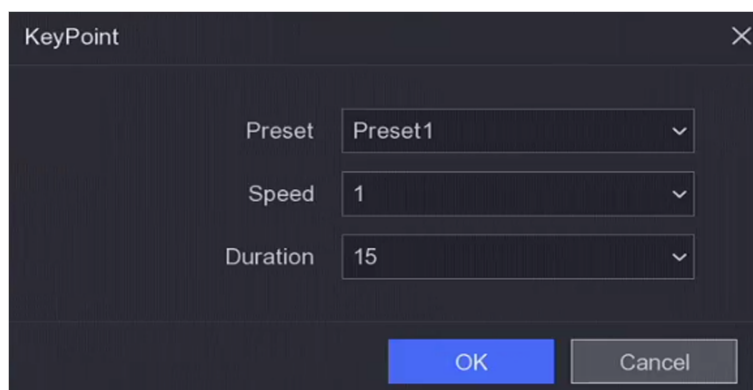 KeyPoint
Preset Preset1
Speed 1
Duration 15
OK Cancel